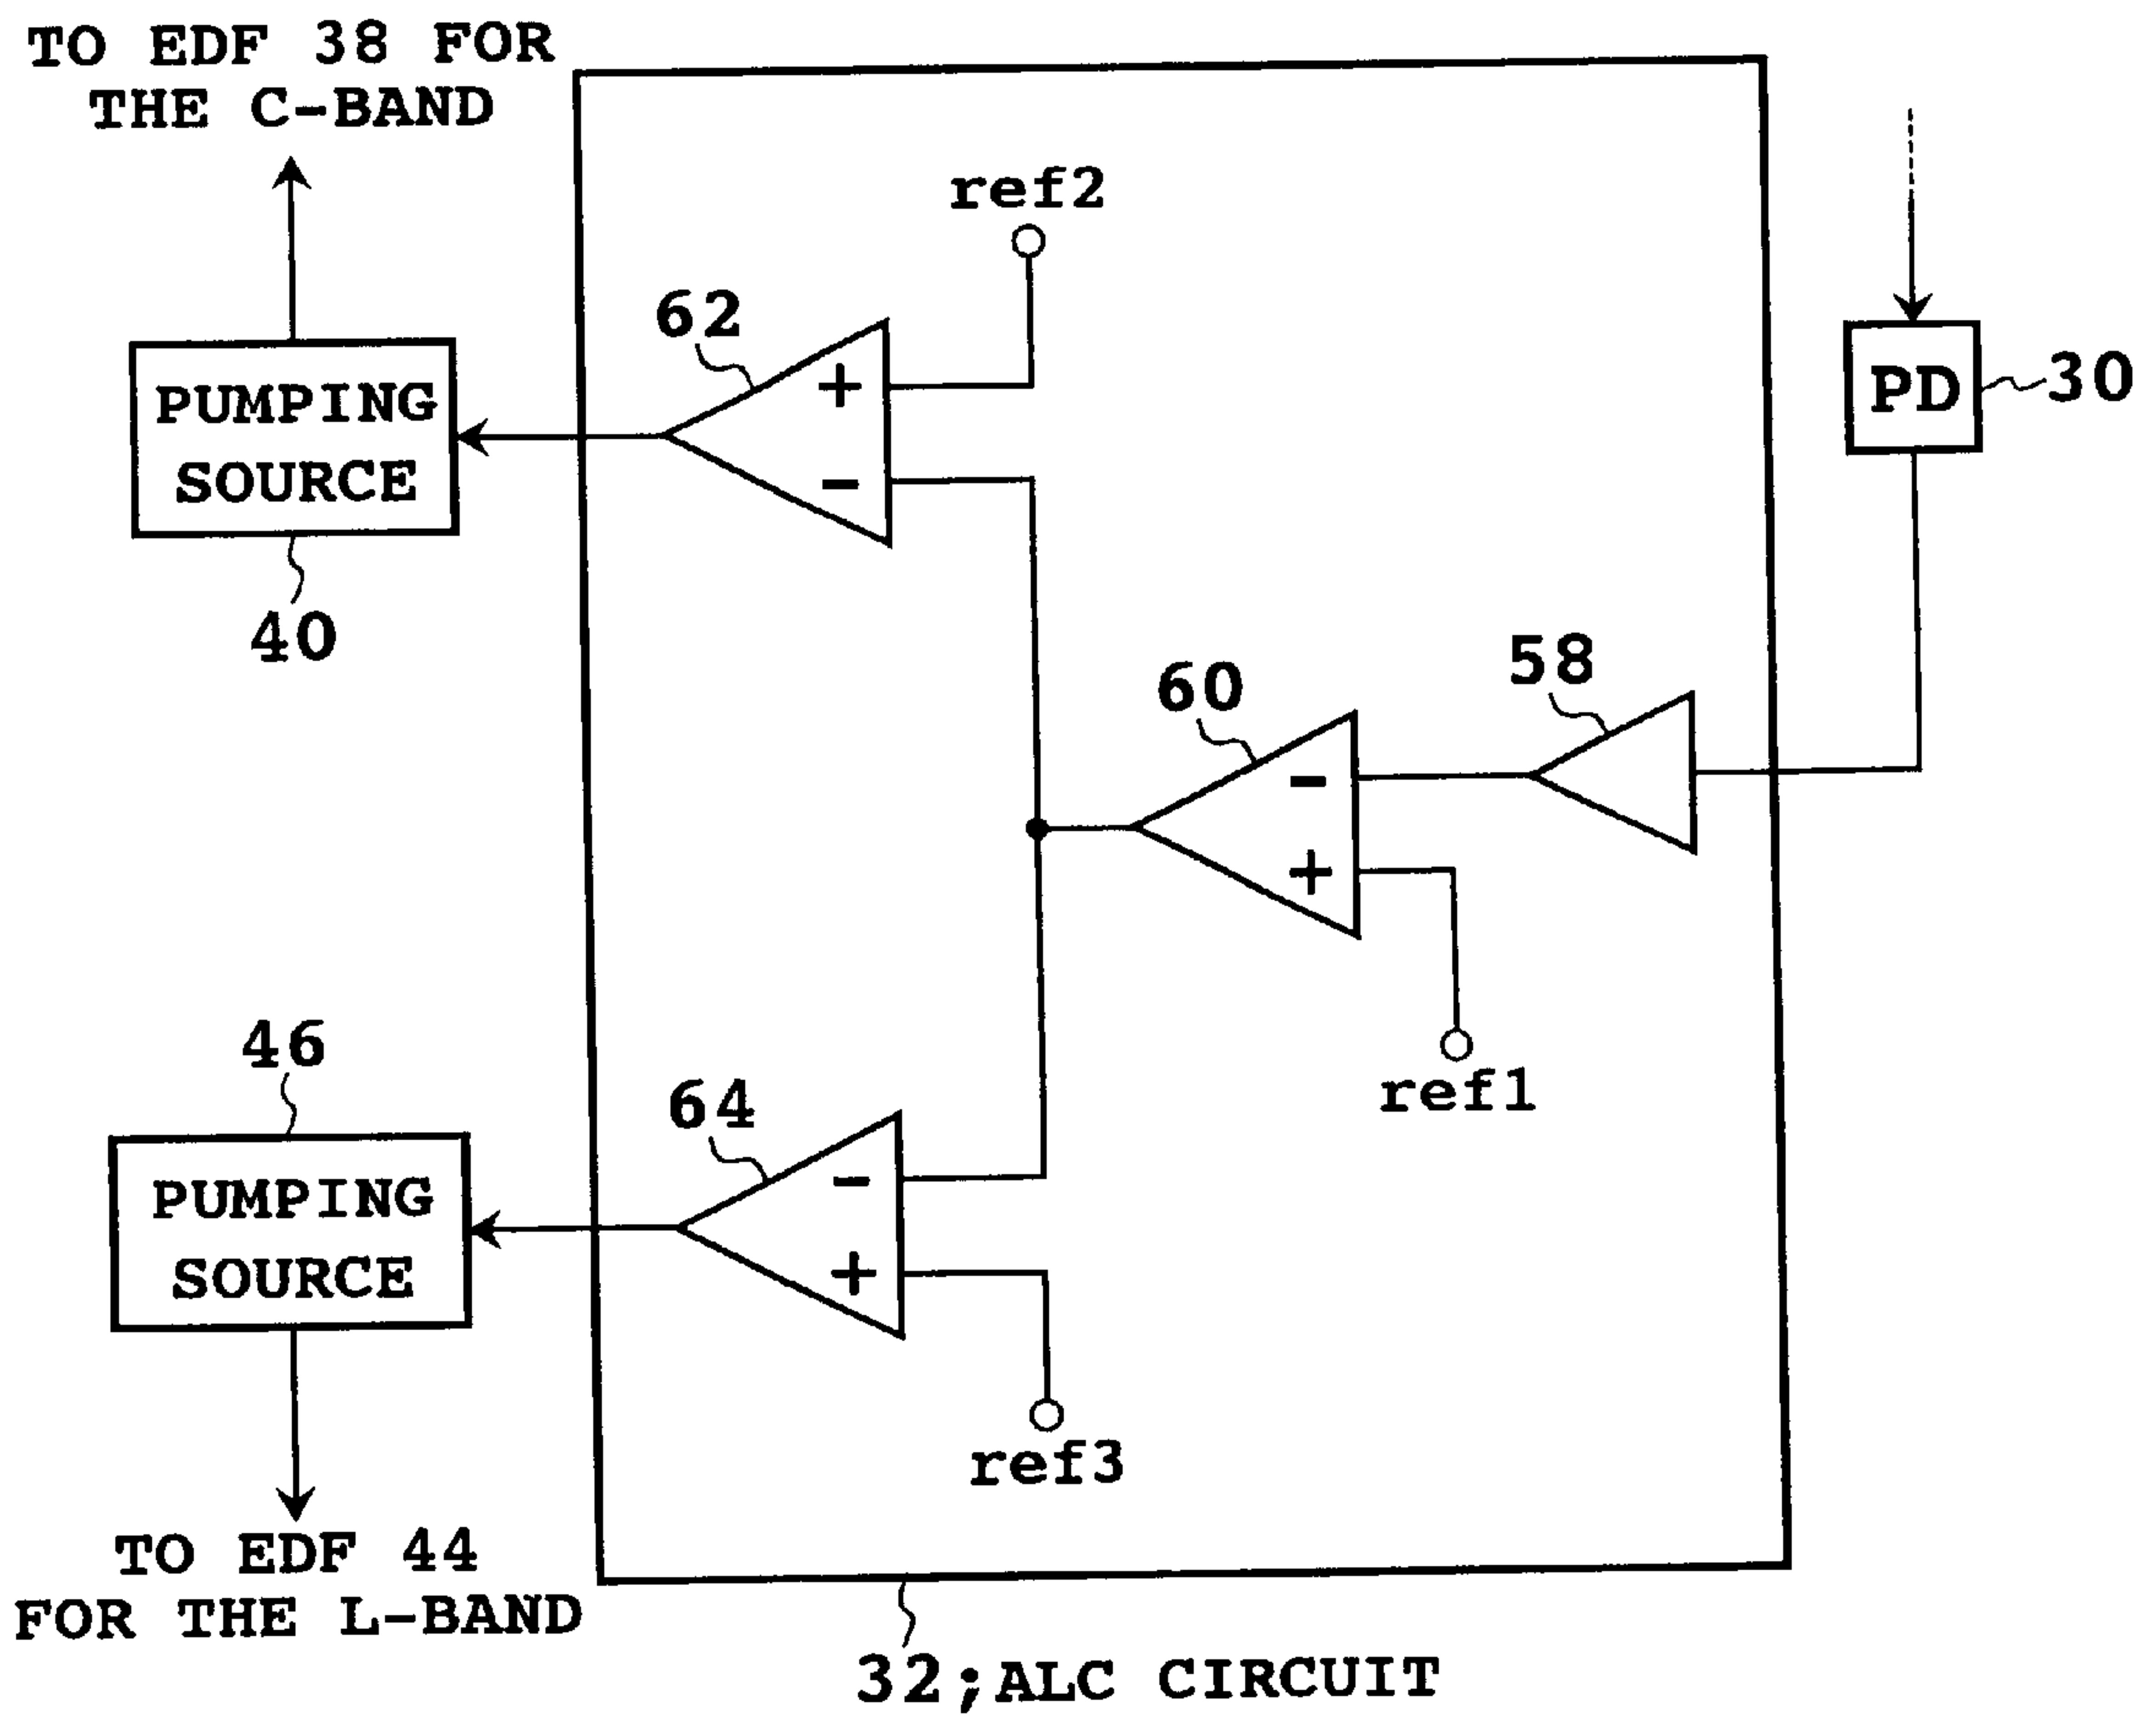 TO EDF 38 FOR
THE C-BAND
ref2
62
+
-
PUMPING
SOURCE
40
PD
30
58
60
-
+
ref1
46
64
-
+
PUMPING
SOURCE
ref3
TO EDF 44
FOR THE L-BAND
32;ALC CIRCUIT